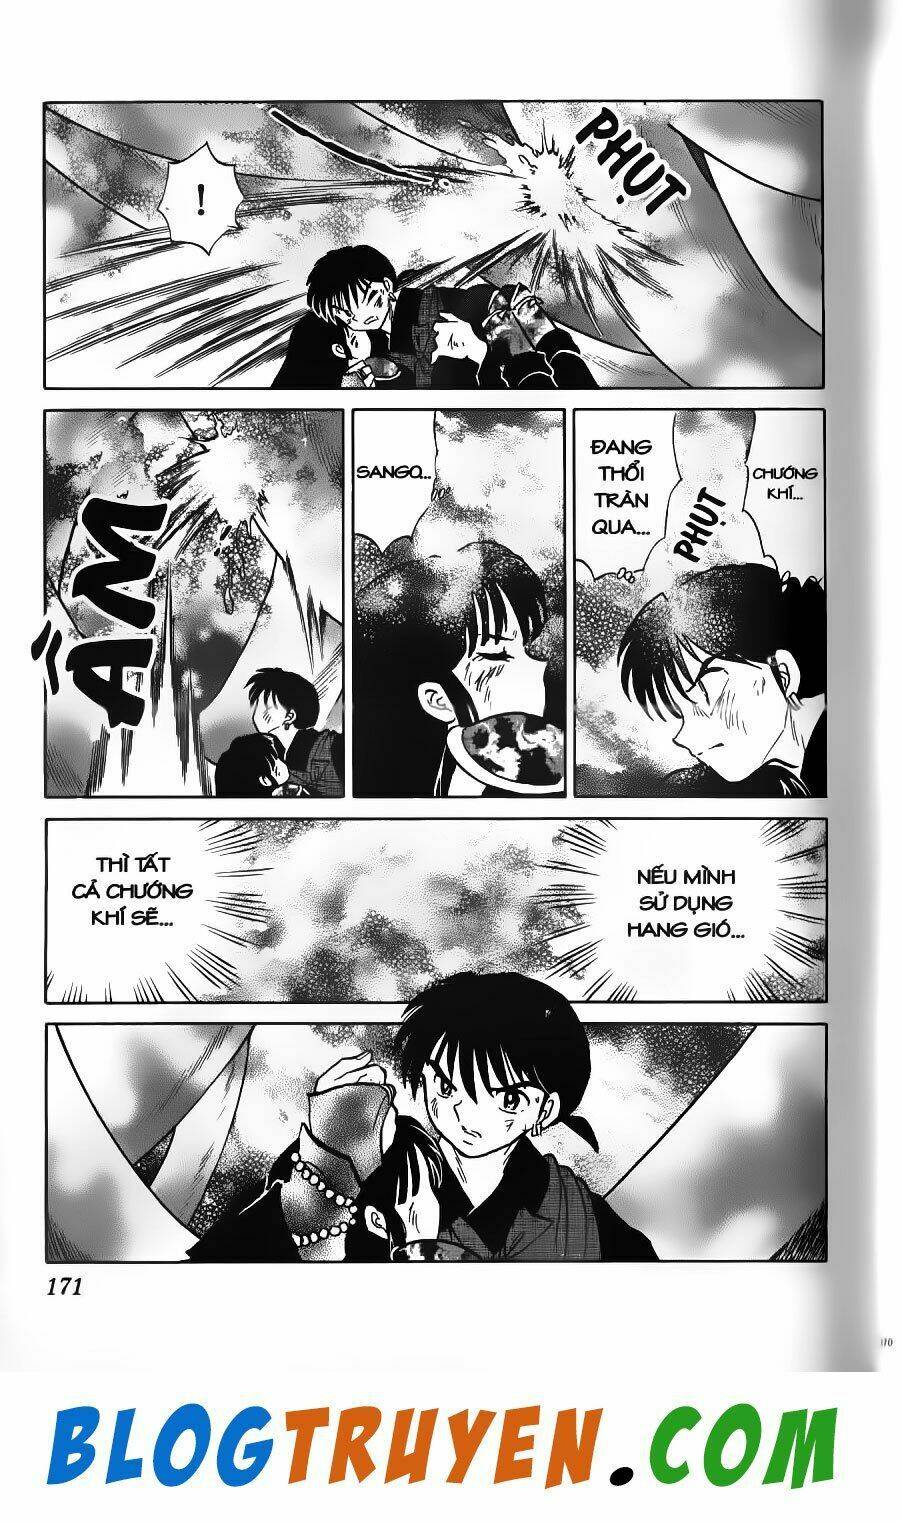 PHỤT
!
CHƯỚNG
KHÍ...
PHỤT
ĐANG
THỔI
TRÀN
QUA...
SANGO...
ẦM
NẾU MÌNH
SỬ DỤNG
HANG GIÓ...
THÌ TẤT
CẢ CHƯỚNG
KHÍ SẼ...
171
110
BLOGTRUYEN.COM